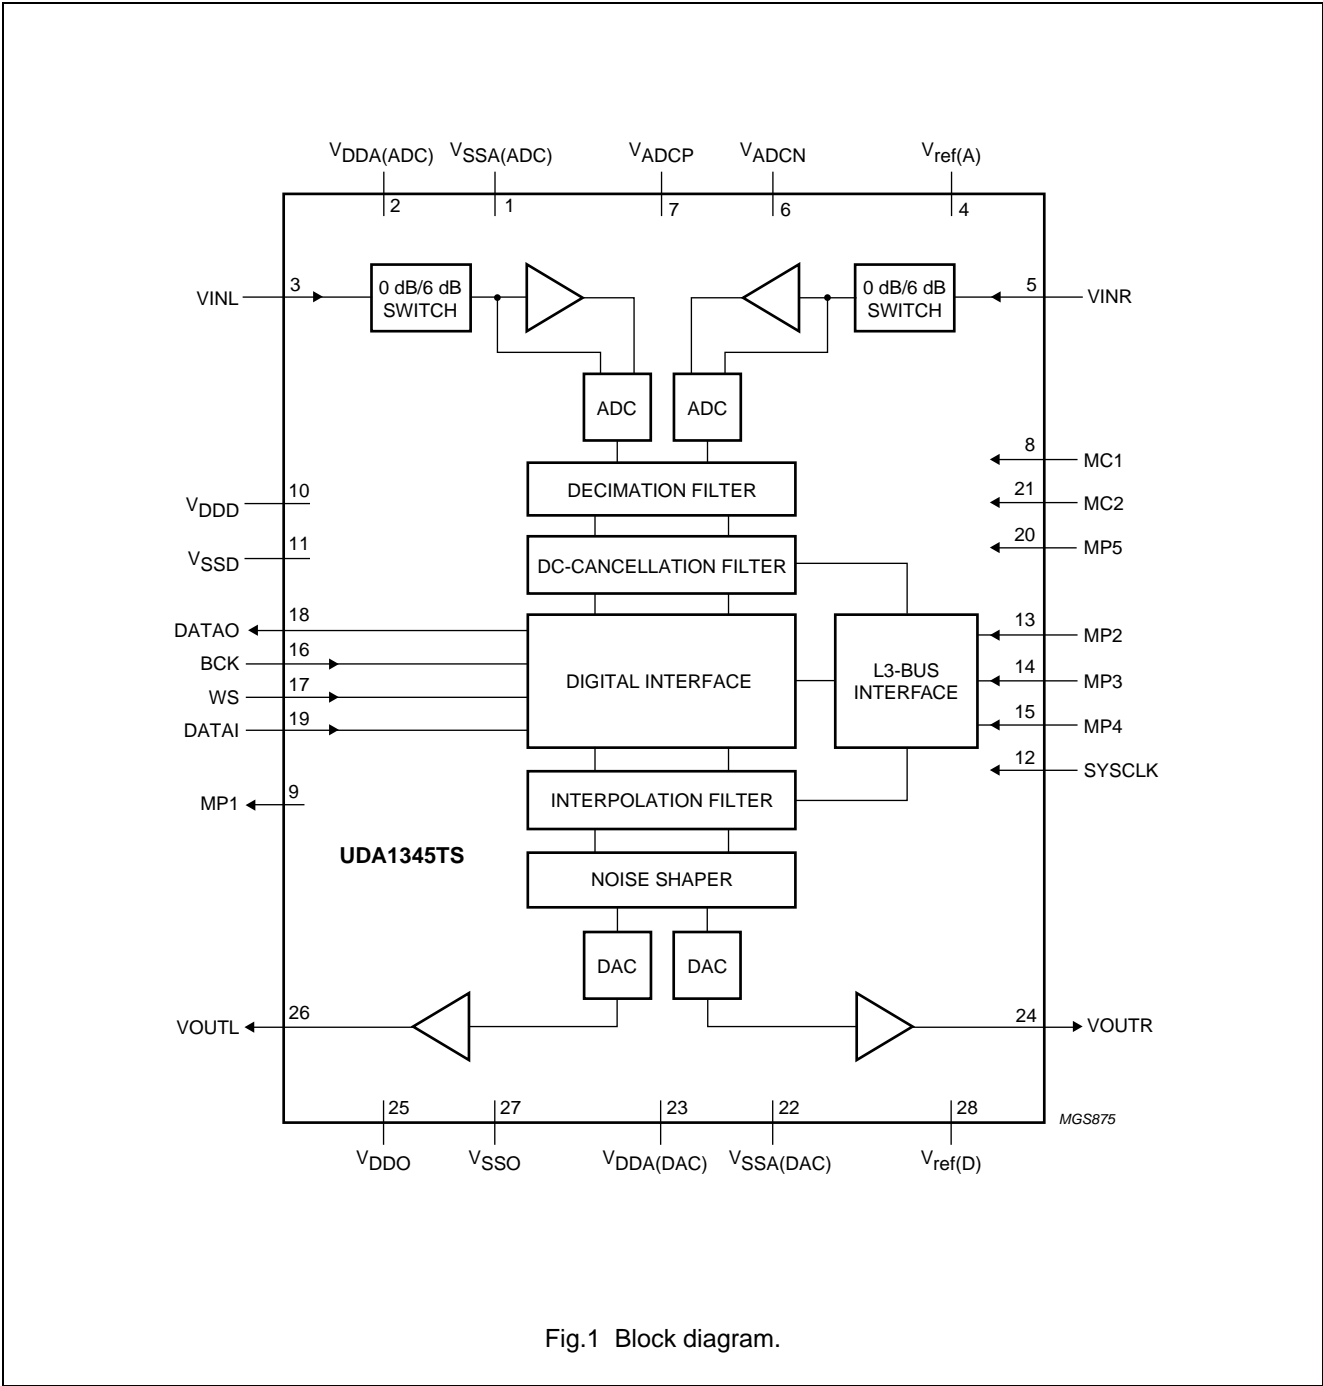 VDDA(ADC) VSSA(ADC) VADCP VADCN Vref(A)
2 1 7 6 4
VINL 3 0 dB/6 dB SWITCH 0 dB/6 dB SWITCH 5 VINR
ADC ADC
8 MC1
DECIMATION FILTER
10 VDDD
21 MC2
11 VSSD
20 MP5
DC-CANCELLATION FILTER
DATAO 18
13 MP2
BCK 16
DIGITAL INTERFACE
L3-BUS INTERFACE
14 MP3
WS 17
15 MP4
DATAI 19
12 SYSCLK
MP1 9
INTERPOLATION FILTER
UDA1345TS
NOISE SHAPER
DAC DAC
VOUTL 26 24 VOUTR
25 27 23 22 28
MGS875
VDDO VSSO VDDA(DAC) VSSA(DAC) Vref(D)
Fig.1 Block diagram.